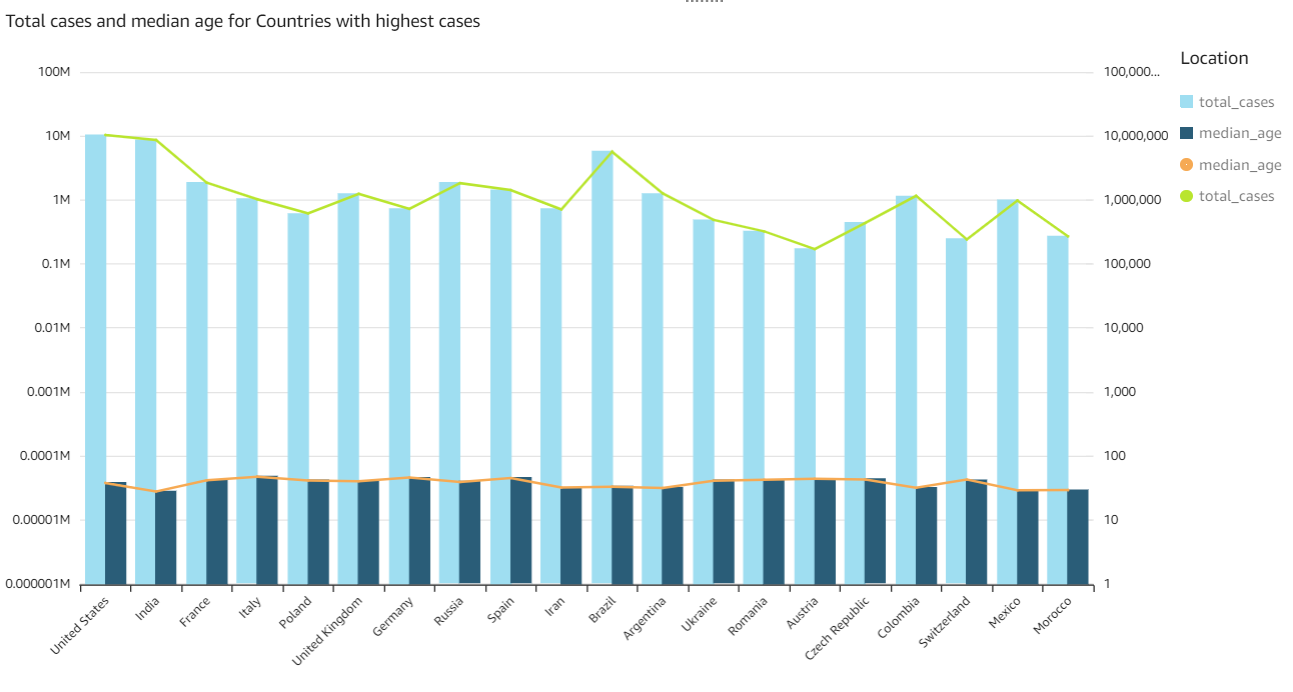 Total cases and median age for Countries with highest cases
100M
10M
1M
0.1M
0.01M
0.001M
0.0001M
0.00001M
0.000001M
100,000...
10,000,000
1,000,000
100,000
10,000
1,000
100
10
1
United States
India
France
Italy
Poland
United Kingdom
Germany
Russia
Spain
Iran
Brazil
Argentina
Ukraine
Romania
Austria
Czech Republic
Colombia
Switzerland
Mexico
Morocco
Location
total_cases
median_age
median_age
total_cases